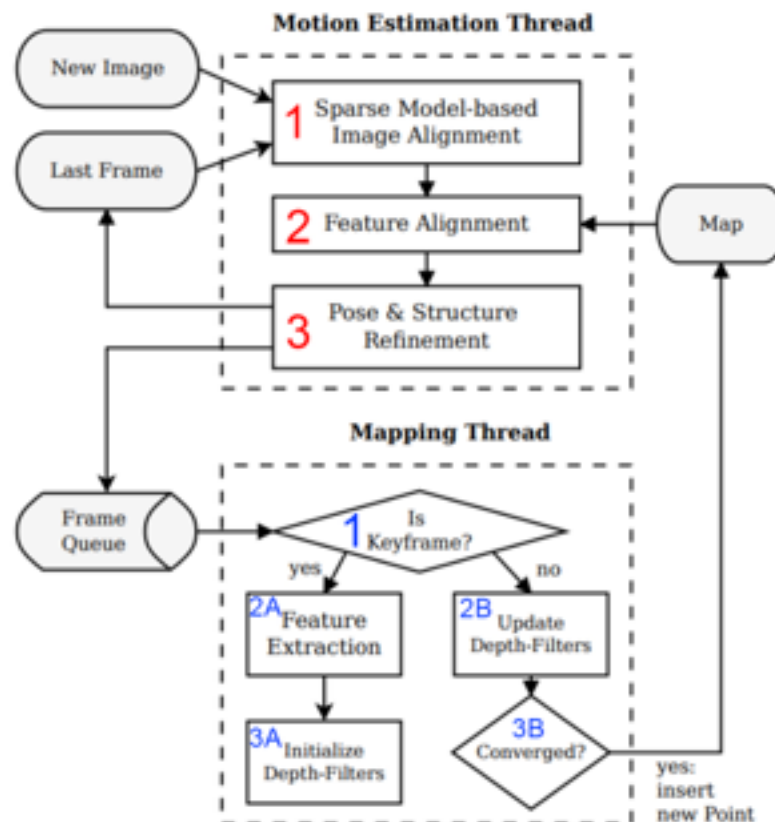 Motion Estimation Thread
New Image
1
Sparse Model-based
Image Alignment
Last Frame
2
Feature Alignment
Map
3
Pose & Structure
Refinement
Mapping Thread
Frame
Queue
1
Is
Keyframe?
yes
no
2A
Feature
Extraction
2B
Update
Depth-Filters
3A
Initialize
Depth-Filters
3B
Converged?
yes:
insert
new Point